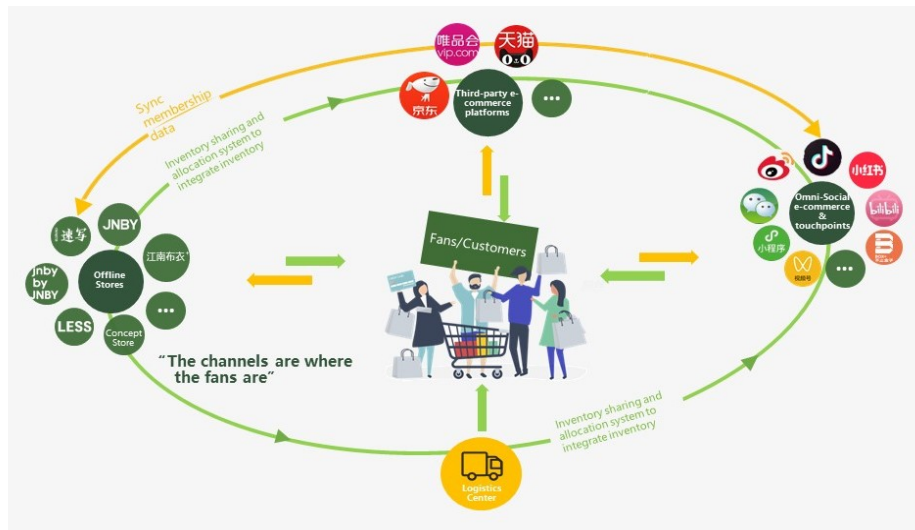 唯品会
vip.com
天猫
京东
Third-party e-
commerce
platforms
...
Sync
membership
data
Inventory sharing and
allocation system to
integrate inventory
小红书
Omni-Social
e-commerce
&
touchpoints
bilibili
小程序
视频号
...
速写
JNBY
江南布衣+
jnby
by
JNBY
Offline
Stores
...
LESS
Concept
Store
Fans/Customers
“The channels are where
the fans are”
Inventory sharing and
allocation system to
integrate inventory
Logistics
Center